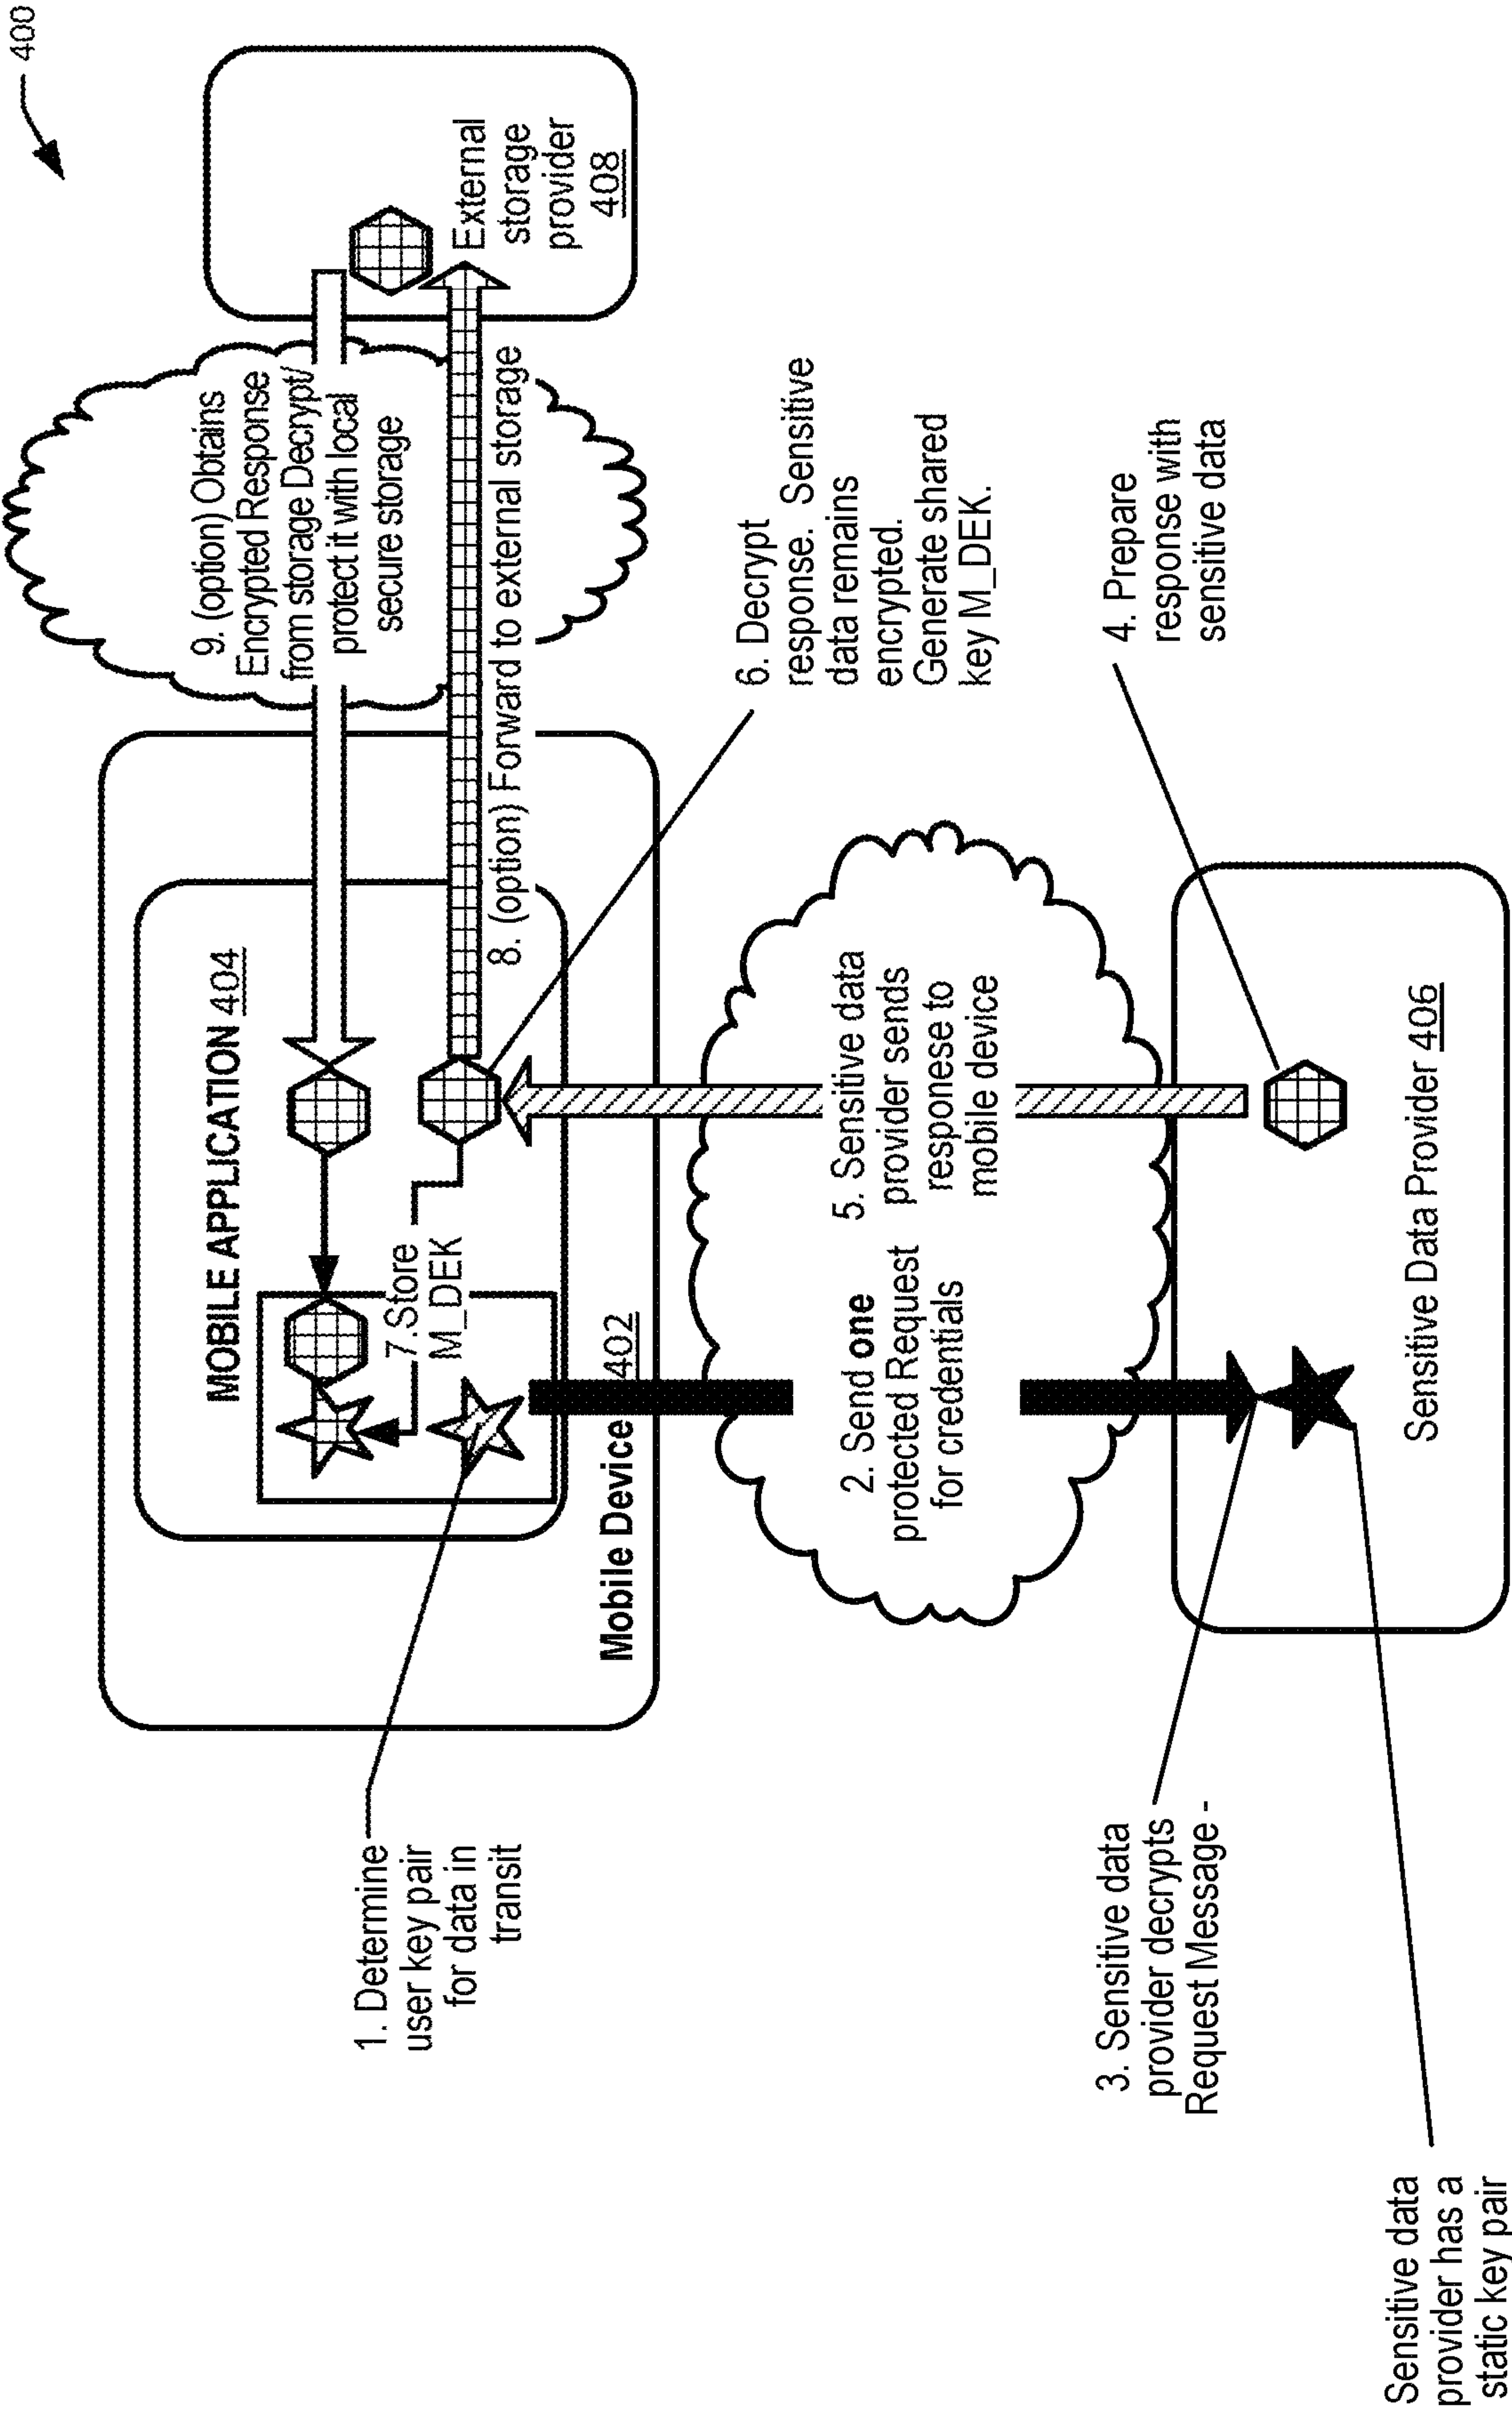 400
9. (option) Obtains
Encrypted Response
from storage Decrypt/
protect it with local
secure storage
External
storage
provider
408
MOBILE APPLICATION 404
7.Store
M_DEK
8. (option) Forward to external storage
Mobile Device 402
1. Determine
user key pair
for data in
transit
6. Decrypt
response. Sensitive
data remains
encrypted.
Generate shared
key M_DEK.
2. Send one
protected Request
for credentials
5. Sensitive data
provider sends
responese to
mobile device
4. Prepare
response with
sensitive data
3. Sensitive data
provider decrypts
Request Message -
Sensitive Data Provider 406
Sensitive data
provider has a
static key pair